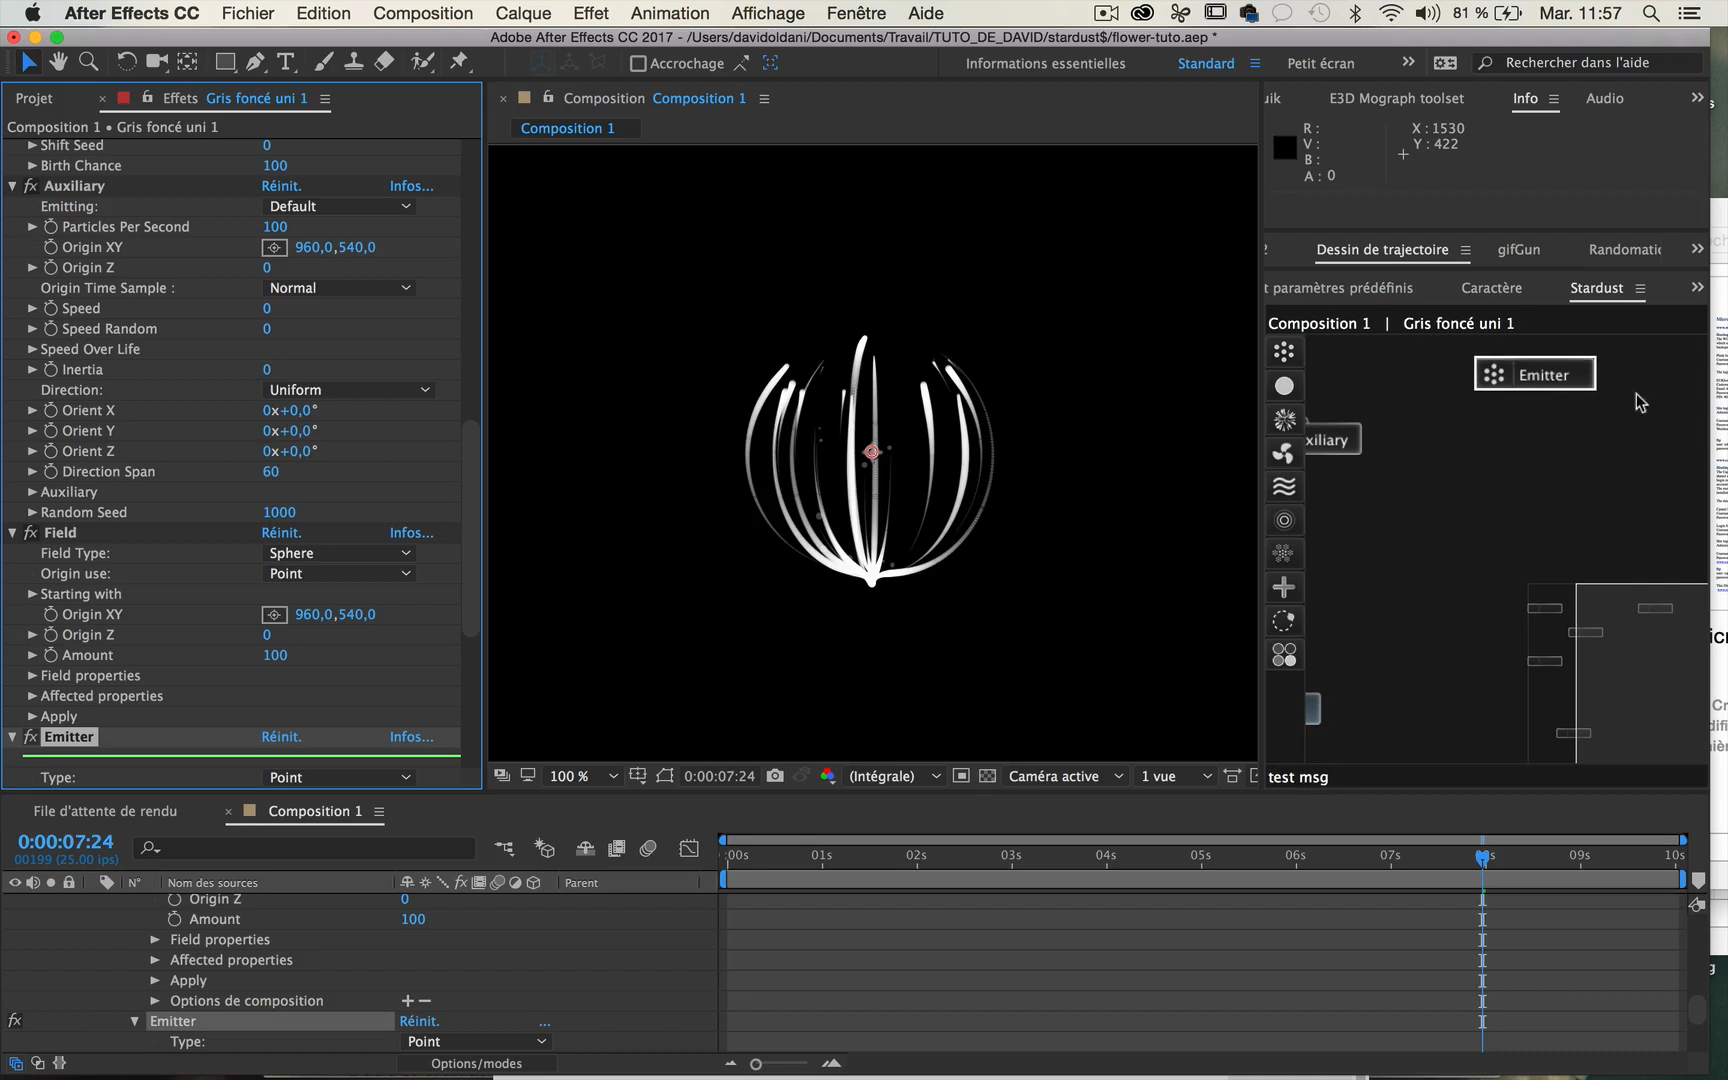 After Effects CC Fichier Edition Composition Calque Effet Animation Affichage Fenêtre Aide 81 % Mar. 11:57
Adobe After Effects CC 2017 - /Users/davidoldani/Documents/Travail/TUTO_DE_DAVID/stardust$/flower-tuto.aep *
Accrochage Informations essentielles Standard Petit écran Rechercher dans l'aide
Projet Effets Gris foncé uni 1
Composition 1 • Gris foncé uni 1
Shift Seed 0
Birth Chance 100
fx Auxiliary Réinit. Infos...
Emitting: Default
Particles Per Second 100
Origin XY 960,0,540,0
Origin Z 0
Origin Time Sample : Normal
Speed 0
Speed Random 0
Speed Over Life
Inertia 0
Direction: Uniform
Orient X 0x+0,0°
Orient Y 0x+0,0°
Orient Z 0x+0,0°
Direction Span 60
Auxiliary
Random Seed 1000
fx Field Réinit. Infos...
Field Type: Sphere
Origin use: Point
Starting with
Origin XY 960,0,540,0
Origin Z 0
Amount 100
Field properties
Affected properties
Apply
fx Emitter Réinit. Infos...
Type: Point
Composition Composition 1
Composition 1
100 % 0:00:07:24 (Intégrale) Caméra active 1 vue
uik E3D Mograph toolset Info Audio
R : X : 1530
V : Y : 422
B :
A : 0
2 Dessin de trajectoire gifGun Randomatic
t paramètres prédéfinis Caractère Stardust
Composition 1 | Gris foncé uni 1
Emitter
xiliary
test msg
File d'attente de rendu Composition 1
0:00:07:24
00199 (25.00 ips)
:00s 01s 02s 03s 04s 05s 06s 07s 09s 10s
N° Nom des sources fx Parent
Origin Z 0
Amount 100
Field properties
Affected properties
Apply
Options de composition
fx Emitter Réinit. ...
Type: Point
Options/modes